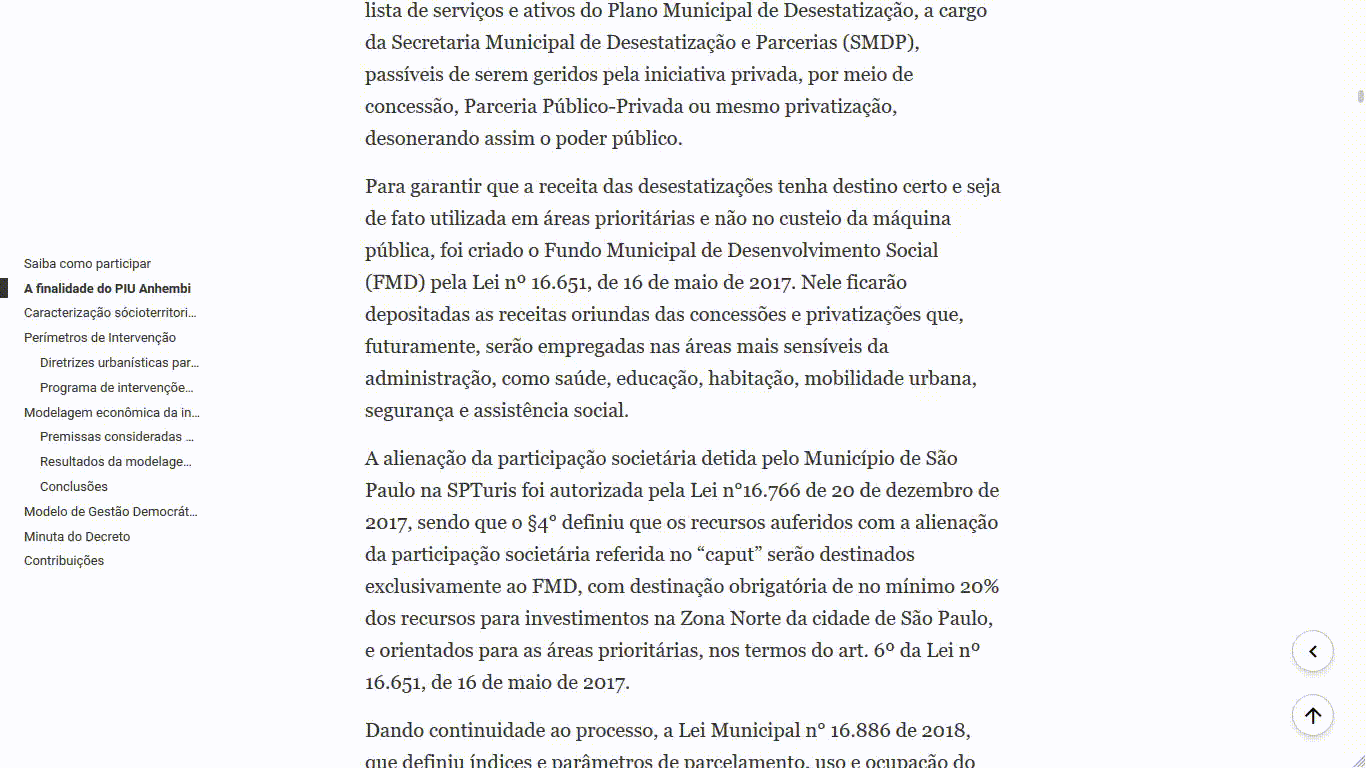 lista de serviços e ativos do Plano Municipal de Desestatização, a cargo
da Secretaria Municipal de Desestatização e Parcerias (SMDP),
passíveis de serem geridos pela iniciativa privada, por meio de
concessão, Parceria Público-Privada ou mesmo privatização,
desonerando assim o poder público.
Para garantir que a receita das desestatizações tenha destino certo e seja
de fato utilizada em áreas prioritárias e não no custeio da máquina
pública, foi criado o Fundo Municipal de Desenvolvimento Social
(FMD) pela Lei nº 16.651, de 16 de maio de 2017. Nele ficarão
depositadas as receitas oriundas das concessões e privatizações que,
futuramente, serão empregadas nas áreas mais sensíveis da
administração, como saúde, educação, habitação, mobilidade urbana,
segurança e assistência social.
A alienação da participação societária detida pelo Município de São
Paulo na SPTuris foi autorizada pela Lei n°16.766 de 20 de dezembro de
2017, sendo que o §4° definiu que os recursos auferidos com a alienação
da participação societária referida no “caput” serão destinados
exclusivamente ao FMD, com destinação obrigatória de no mínimo 20%
dos recursos para investimentos na Zona Norte da cidade de São Paulo,
e orientados para as áreas prioritárias, nos termos do art. 6º da Lei nº
16.651, de 16 de maio de 2017.
Dando continuidade ao processo, a Lei Municipal n° 16.886 de 2018,
que definiu índices e parâmetros de parcelamento, uso e ocupação do
Saiba como participar
A finalidade do PIU Anhembi
Caracterização sócioterritori...
Perímetros de Intervenção
Diretrizes urbanísticas par...
Programa de intervençõe...
Modelagem econômica da in...
Premissas consideradas ...
Resultados da modelage...
Conclusões
Modelo de Gestão Democrát...
Minuta do Decreto
Contribuições